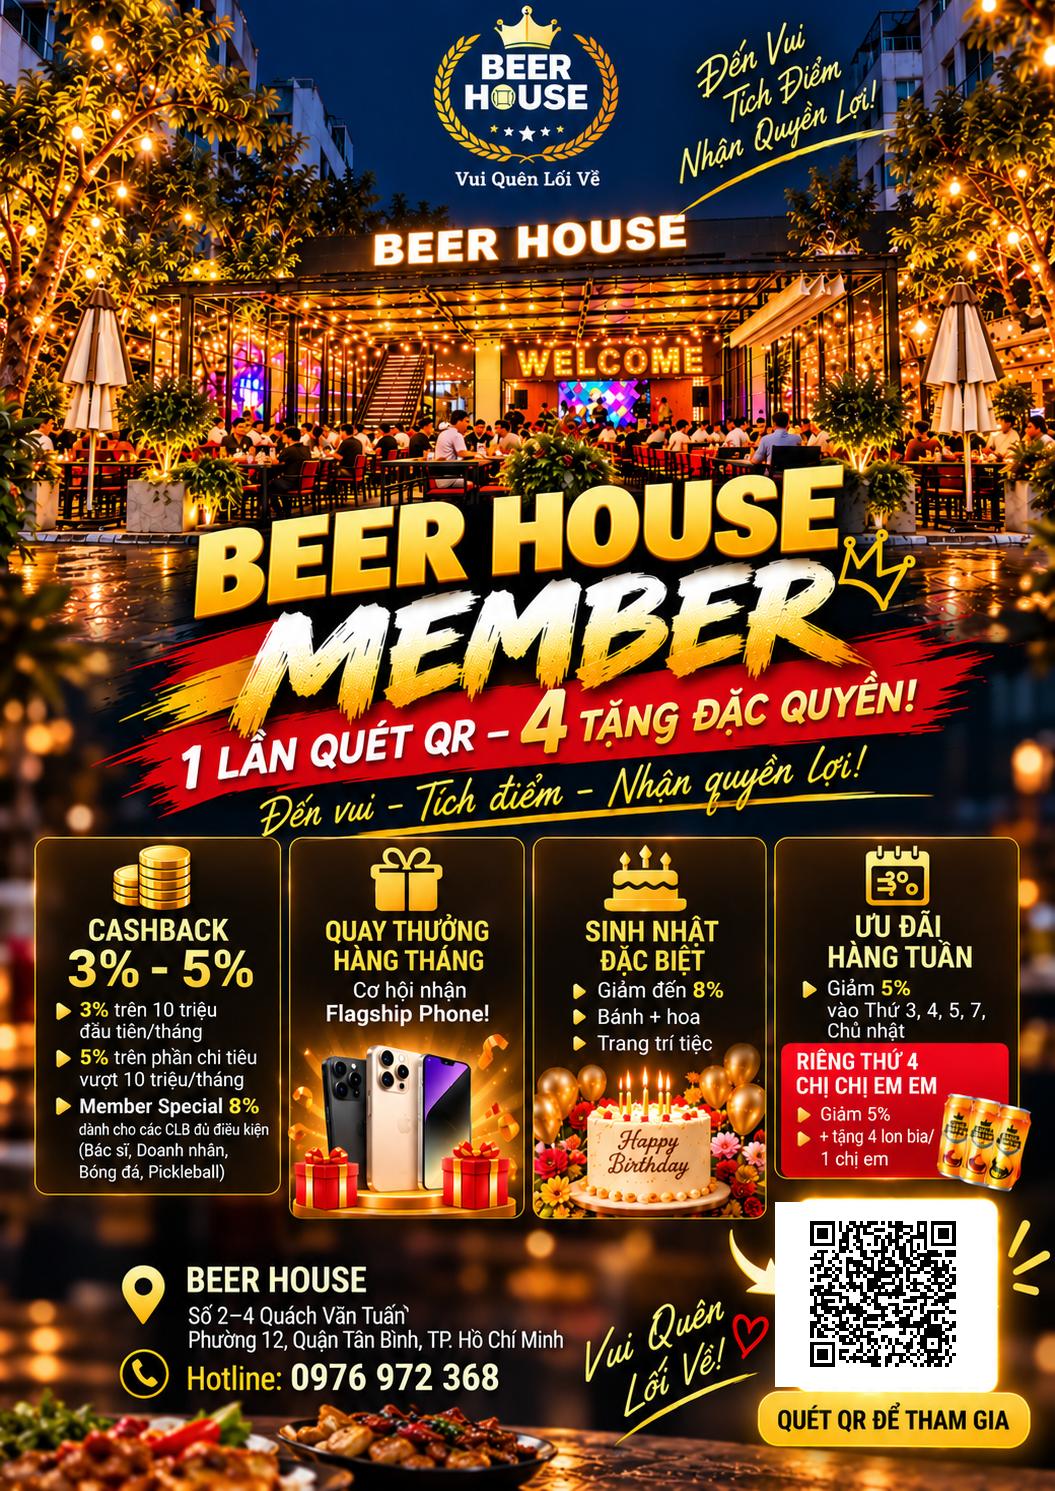 BEER
HOUSE
Vui Quên Lối Về
Đến Vui
Tích Điểm
Nhận Quyền Lợi!
BEER HOUSE
WELCOME
BEER HOUSE
MEMBER
1 LẦN QUÉT QR – 4 TẶNG ĐẶC QUYỀN!
Đến vui – Tích điểm – Nhận quyền lợi!
CASHBACK
3% - 5%
3% trên 10 triệu
đầu tiên/tháng
5% trên phần chi tiêu
vượt 10 triệu/tháng
Member Special 8%
dành cho các CLB đủ điều kiện
(Bác sĩ, Doanh nhân,
Bóng đá, Pickleball)
QUAY THƯỞNG
HÀNG THÁNG
Cơ hội nhận
Flagship Phone!
SINH NHẬT
ĐẶC BIỆT
Giảm đến 8%
Bánh + hoa
Trang trí tiệc
Happy
Birthday
ƯU ĐÃI
HÀNG TUẦN
Giảm 5%
vào Thứ 3, 4, 5, 7,
Chủ nhật
RIÊNG THỨ 4
CHỊ CHỊ EM EM
Giảm 5%
+ tặng 4 lon bia/
1 chị em
BEER HOUSE
Số 2–4 Quách Văn Tuấn
Phường 12, Quận Tân Bình, TP. Hồ Chí Minh
Hotline: 0976 972 368
Vui Quên
Lối Về!
QUÉT QR ĐỂ THAM GIA